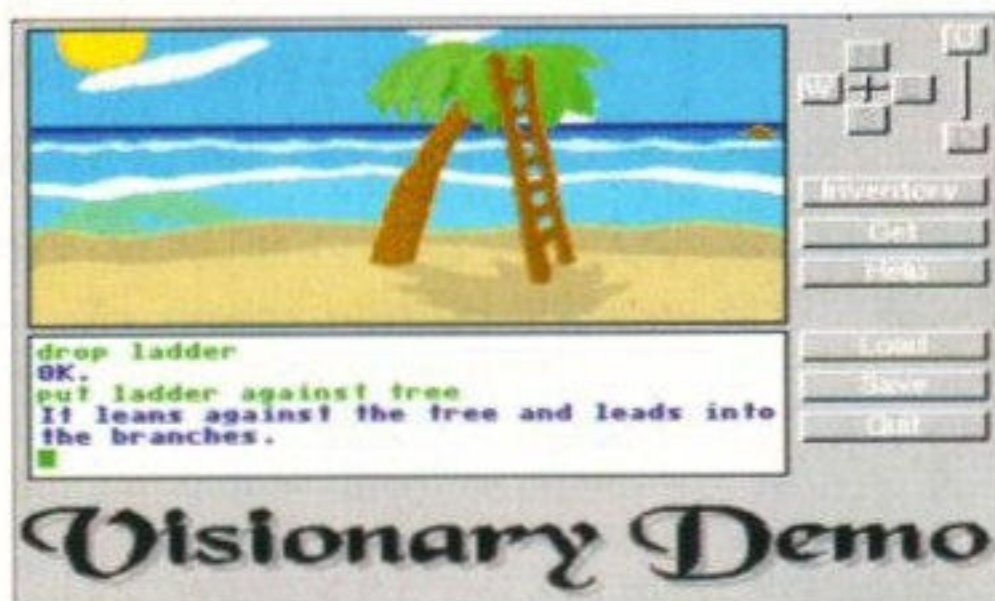 W
Inventory
Get
Help
Load
Save
Quit
drop ladder
OK.
put ladder against tree
It leans against the tree and leads into
the branches.
Visionary Demo